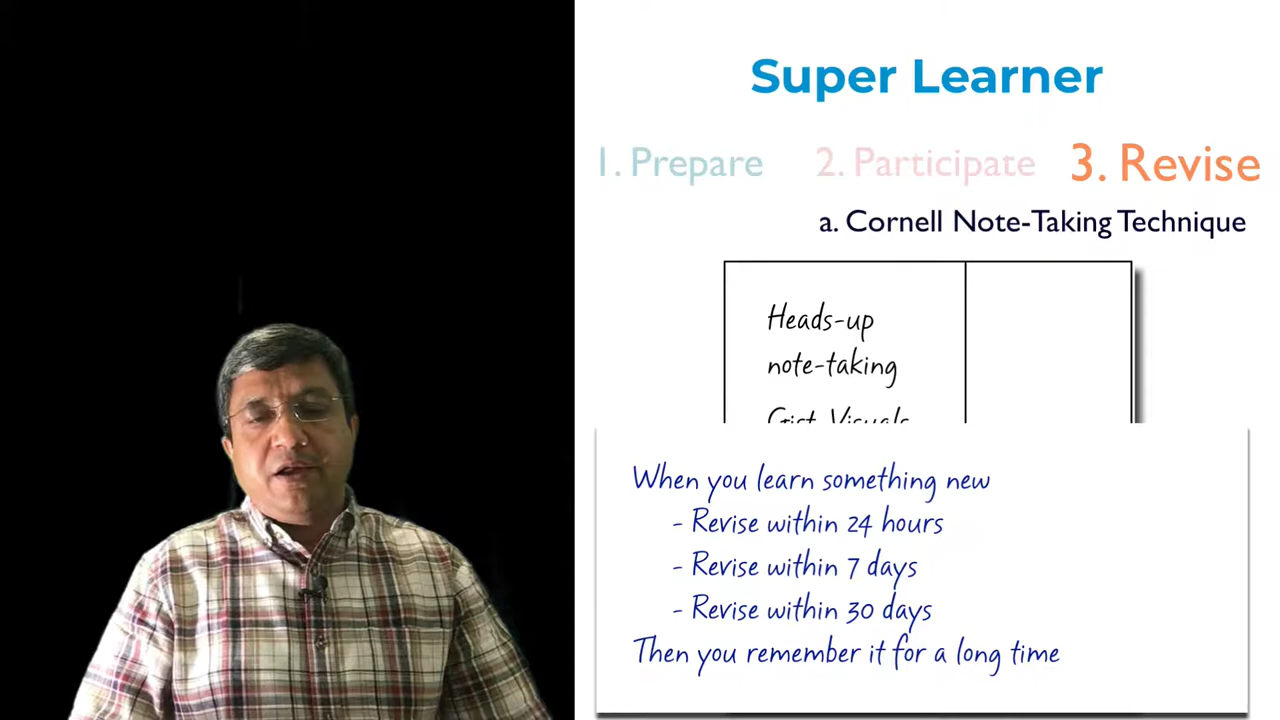 Super Learner
1. Prepare 2. Participate 3. Revise
a. Cornell Note-Taking Technique
Heads-up
note-taking
Gist, Visuals
When you learn something new
- Revise within 24 hours
- Revise within 7 days
- Revise within 30 days
Then you remember it for a long time